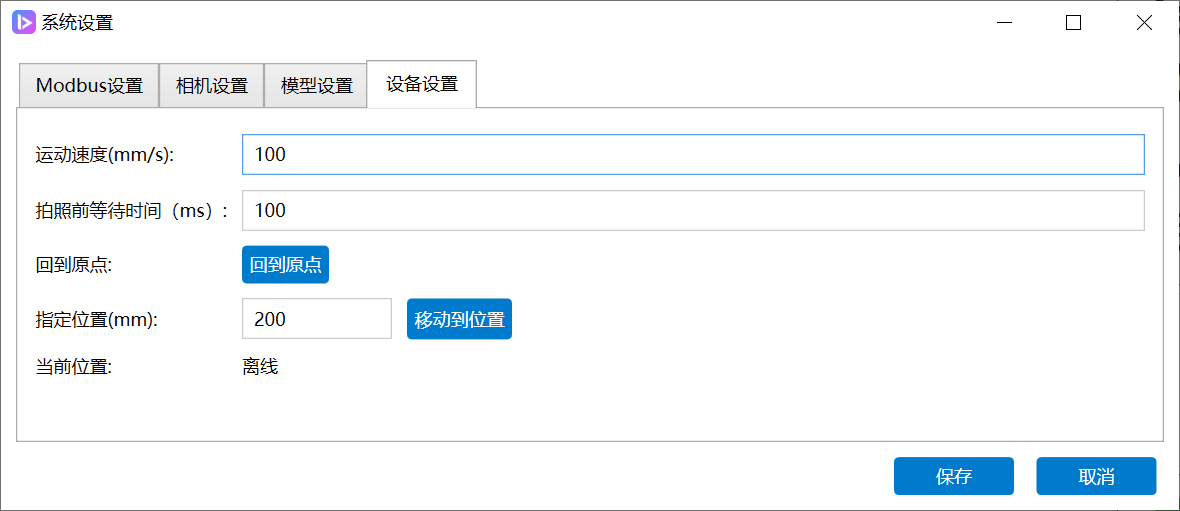 系统设置
Modbus设置 相机设置 模型设置 设备设置
运动速度(mm/s): 100
拍照前等待时间（ms）: 100
回到原点: 回到原点
指定位置(mm): 200 移动到位置
当前位置: 离线
保存 取消